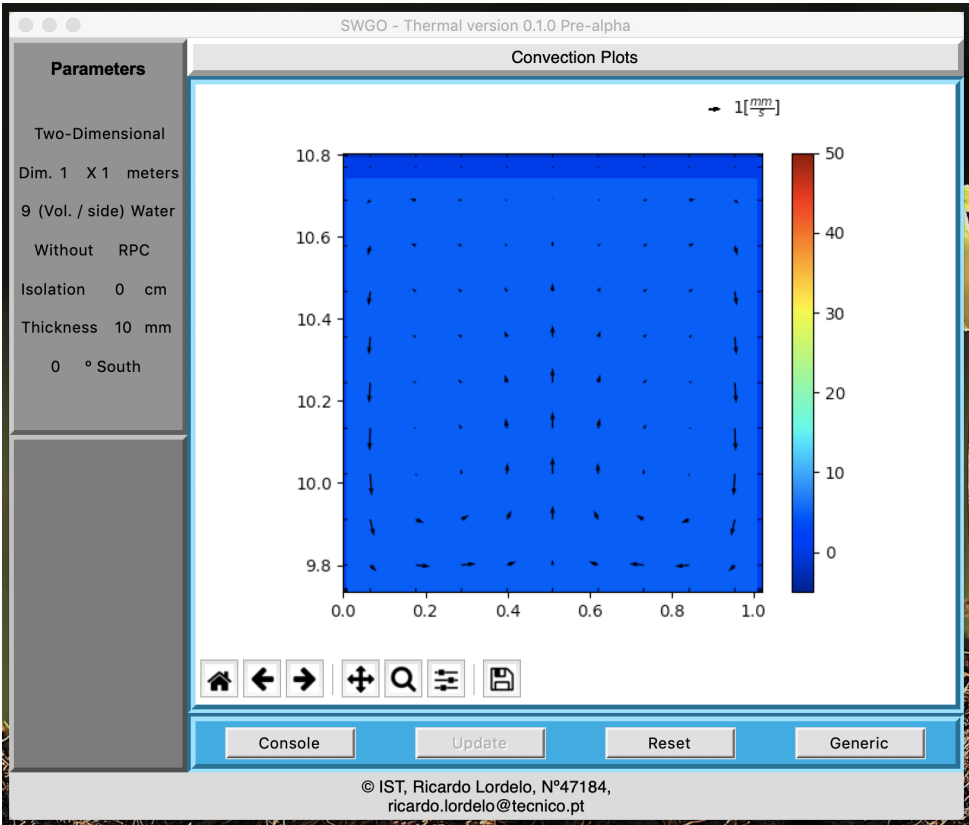 SWGO - Thermal version 0.1.0 Pre-alpha
Parameters
Two-Dimensional
Dim. 1 X 1 meters
9 (Vol. / side) Water
Without RPC
Isolation 0 cm
Thickness 10 mm
0 º South
Convection Plots
1[mm/s]
10.8
10.6
10.4
10.2
10.0
9.8
0.0 0.2 0.4 0.6 0.8 1.0
50
40
30
20
10
0
Console Update Reset Generic
© IST, Ricardo Lordelo, Nº47184,
ricardo.lordelo@tecnico.pt